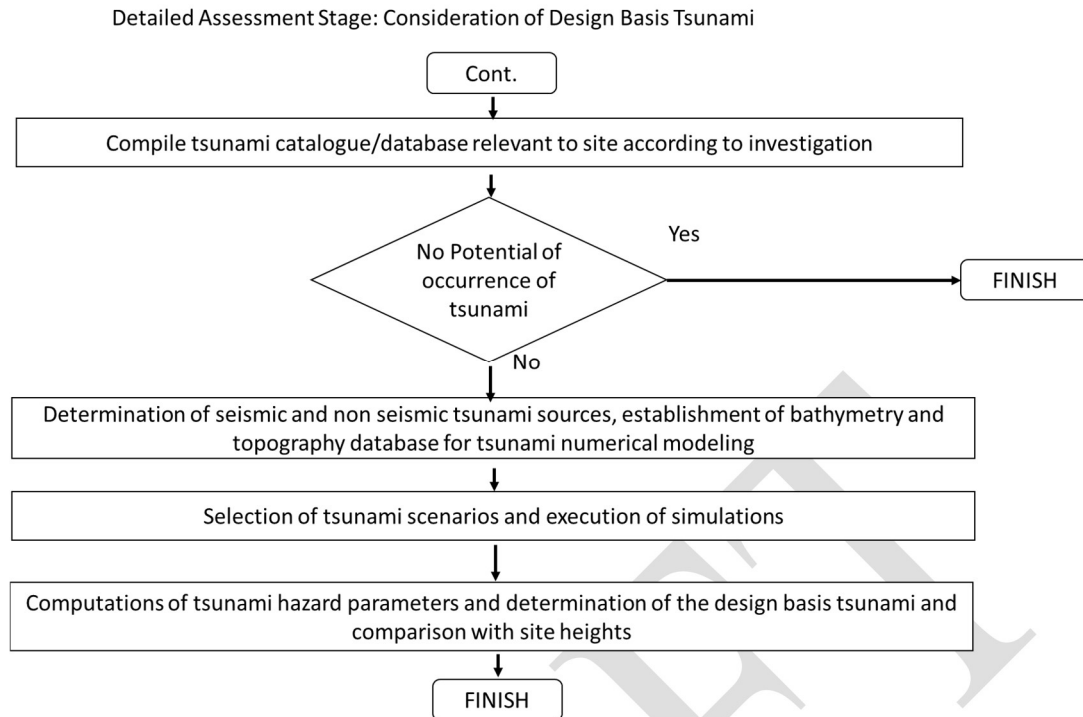 Detailed Assessment Stage: Consideration of Design Basis Tsunami
Cont.
Compile tsunami catalogue/database relevant to site according to investigation
No Potential of
occurrence of
tsunami
Yes
FINISH
No
Determination of seismic and non seismic tsunami sources, establishment of bathymetry and
topography database for tsunami numerical modeling
Selection of tsunami scenarios and execution of simulations
Computations of tsunami hazard parameters and determination of the design basis tsunami and
comparison with site heights
FINISH